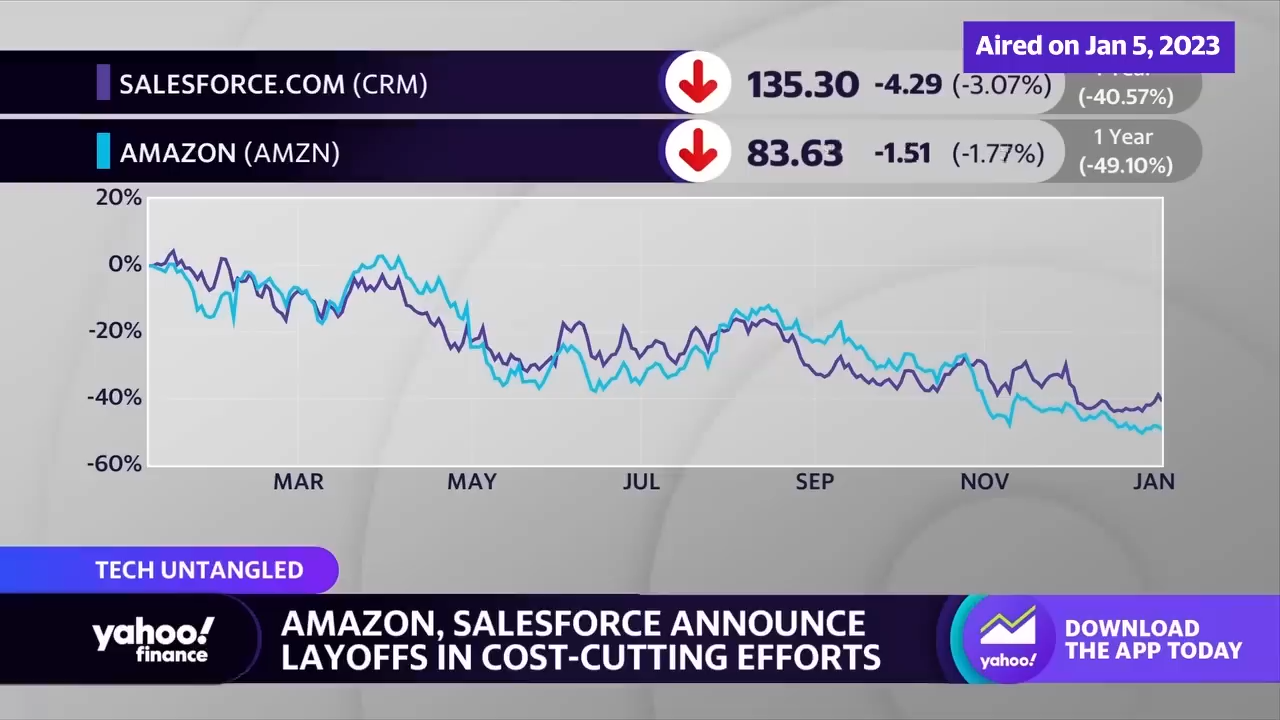 Aired on Jan 5, 2023
SALESFORCE.COM (CRM) 135.30 -4.29 (-3.07%) 1 Year
(-40.57%)
AMAZON (AMZN) 83.63 -1.51 (-1.77%) 1 Year
(-49.10%)
20%
0%
-20%
-40%
-60%
MAR MAY JUL SEP NOV JAN
TECH UNTANGLED
yahoo!
finance
AMAZON, SALESFORCE ANNOUNCE
LAYOFFS IN COST-CUTTING EFFORTS
yahoo!
DOWNLOAD
THE APP TODAY